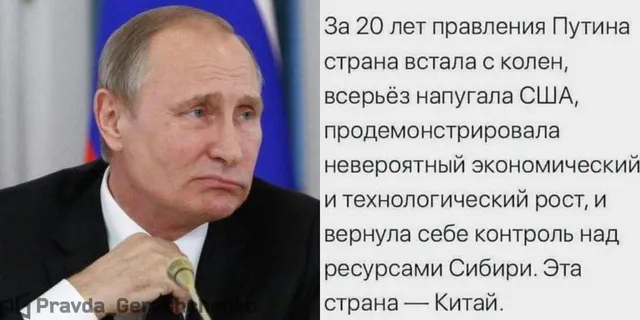 За 20 лет правления Путина
страна встала с колен,
всерьёз напугала США,
продемонстрировала
невероятный экономический
и технологический рост, и
вернула себе контроль над
ресурсами Сибири. Эта
страна — Китай.